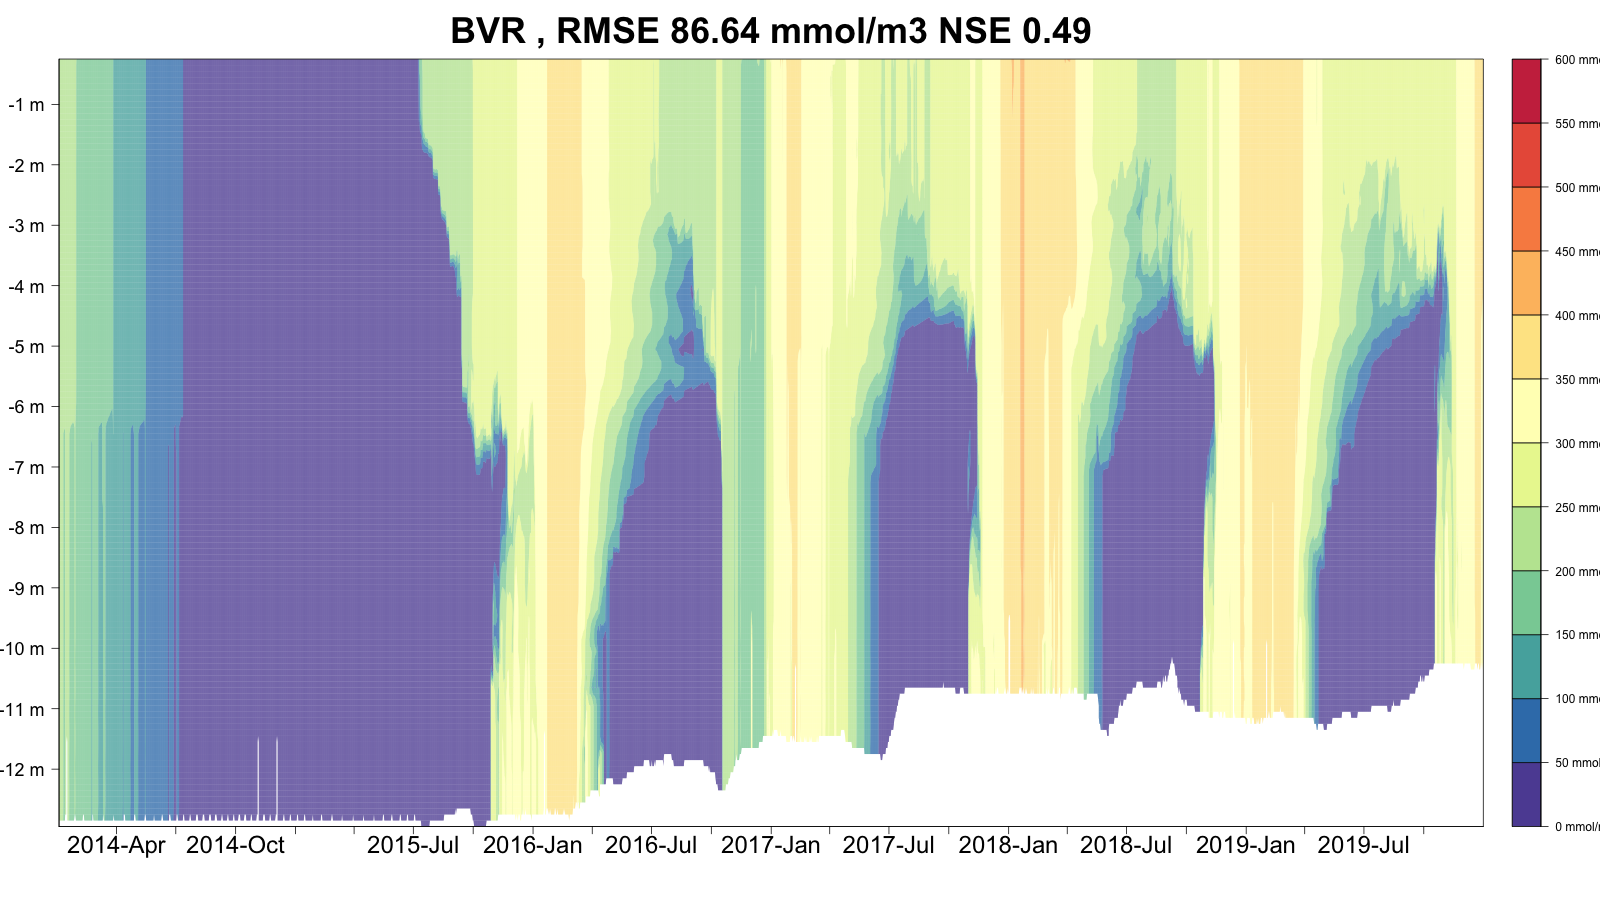 BVR , RMSE 86.64 mmol/m3 NSE 0.49
-1 m
-2 m
-3 m
-4 m
-5 m
-6 m
-7 m
-8 m
-9 m
-10 m
-11 m
-12 m
2014-Apr 2014-Oct 2015-Jul 2016-Jan 2016-Jul 2017-Jan 2017-Jul 2018-Jan 2018-Jul 2019-Jan 2019-Jul
600 mm
550 mm
500 mm
450 mm
400 mm
350 mm
300 mm
250 mm
200 mm
150 mm
100 mm
50 mmol
0 mmol/